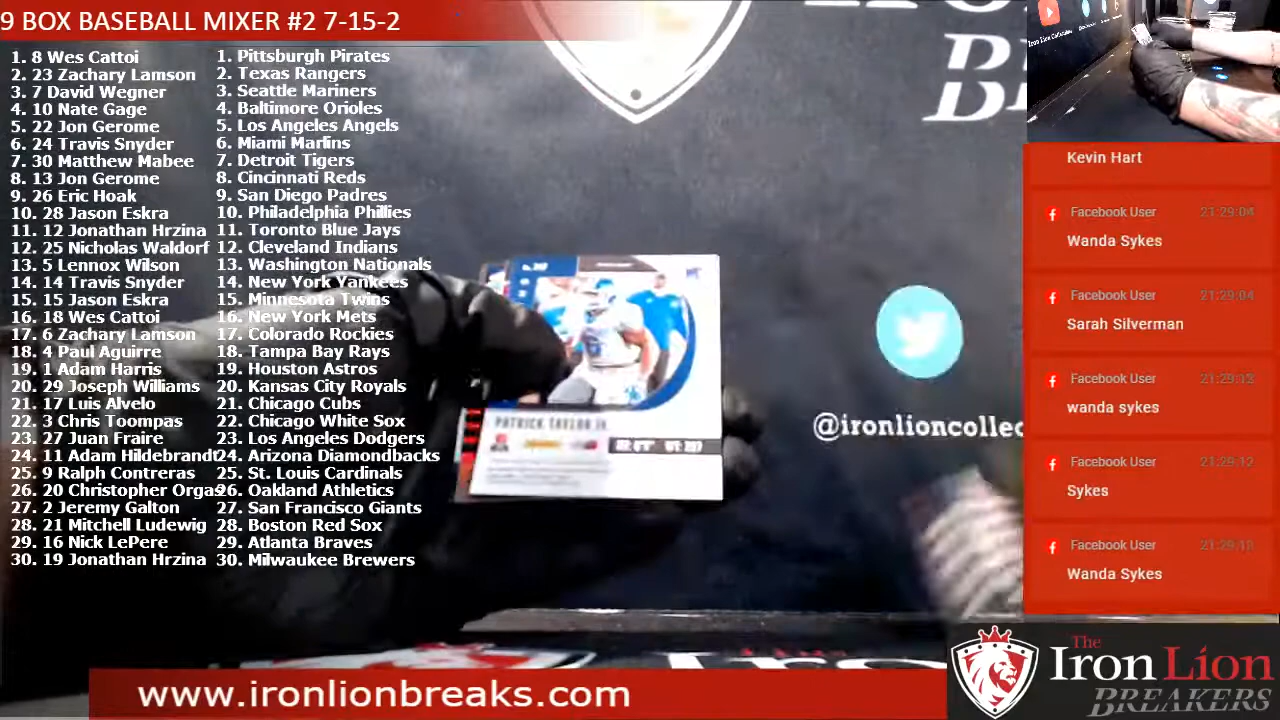 9 BOX BASEBALL MIXER #2 7-15-2
1. 8 Wes Cattoi
2. 23 Zachary Lamson
3. 7 David Wegner
4. 10 Nate Gage
5. 22 Jon Gerome
6. 24 Travis Snyder
7. 30 Matthew Mabee
8. 13 Jon Gerome
9. 26 Eric Hoak
10. 28 Jason Eskra
11. 12 Jonathan Hrzina
12. 25 Nicholas Waldorf
13. 5 Lennox Wilson
14. 14 Travis Snyder
15. 15 Jason Eskra
16. 18 Wes Cattoi
17. 6 Zachary Lamson
18. 4 Paul Aguirre
19. 1 Adam Harris
20. 29 Joseph Williams
21. 17 Luis Alvelo
22. 3 Chris Toompas
23. 27 Juan Fraire
24. 11 Adam Hildebrandt
25. 9 Ralph Contreras
26. 20 Christopher Orgas
27. 2 Jeremy Galton
28. 21 Mitchell Ludewig
29. 16 Nick LePere
30. 19 Jonathan Hrzina
1. Pittsburgh Pirates
2. Texas Rangers
3. Seattle Mariners
4. Baltimore Orioles
5. Los Angeles Angels
6. Miami Marlins
7. Detroit Tigers
8. Cincinnati Reds
9. San Diego Padres
10. Philadelphia Phillies
11. Toronto Blue Jays
12. Cleveland Indians
13. Washington Nationals
14. New York Yankees
15. Minnesota Twins
16. New York Mets
17. Colorado Rockies
18. Tampa Bay Rays
19. Houston Astros
20. Kansas City Royals
21. Chicago Cubs
22. Chicago White Sox
23. Los Angeles Dodgers
24. Arizona Diamondbacks
25. St. Louis Cardinals
26. Oakland Athletics
27. San Francisco Giants
28. Boston Red Sox
29. Atlanta Braves
30. Milwaukee Brewers
PATRICK TAYLOR JR.
@ironlioncollec
Kevin Hart
Facebook User 21:29:04
Wanda Sykes
Facebook User 21:29:04
Sarah Silverman
Facebook User 21:29:12
wanda sykes
Facebook User 21:29:12
Sykes
Facebook User
Wanda Sykes
www.ironlionbreaks.com
The
Iron Lion
BREAKERS